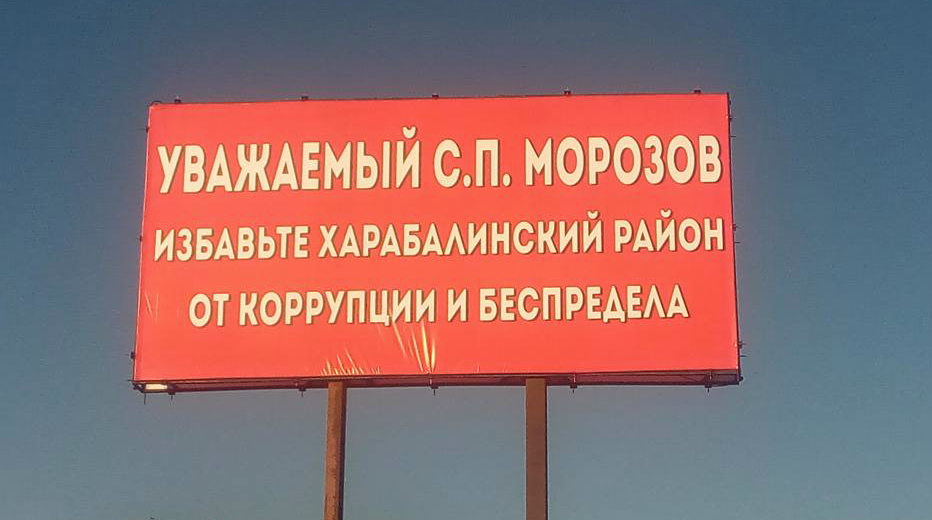 УВАЖАЕМЫЙ С.П. МОРОЗОВ
ИЗБАВЬТЕ ХАРАБАЛИНСКИЙ РАЙОН
ОТ КОРРУПЦИИ И БЕСПРЕДЕЛА